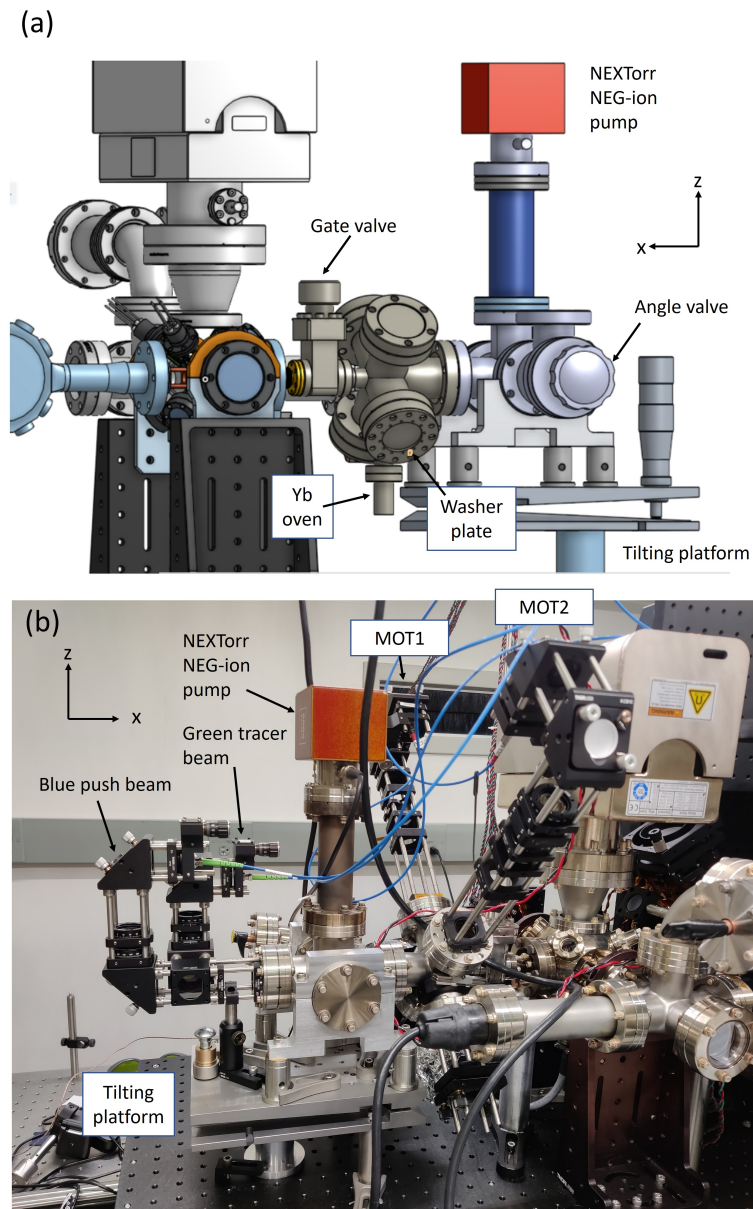 (a)
NEXTorr
NEG-ion
pump
z
x
Gate valve
Angle valve
Yb
oven
Washer
plate
Tilting platform
(b)
MOT2
MOT1
z
x
NEXTorr
NEG-ion
pump
Green tracer
beam
Blue push beam
Tilting
platform